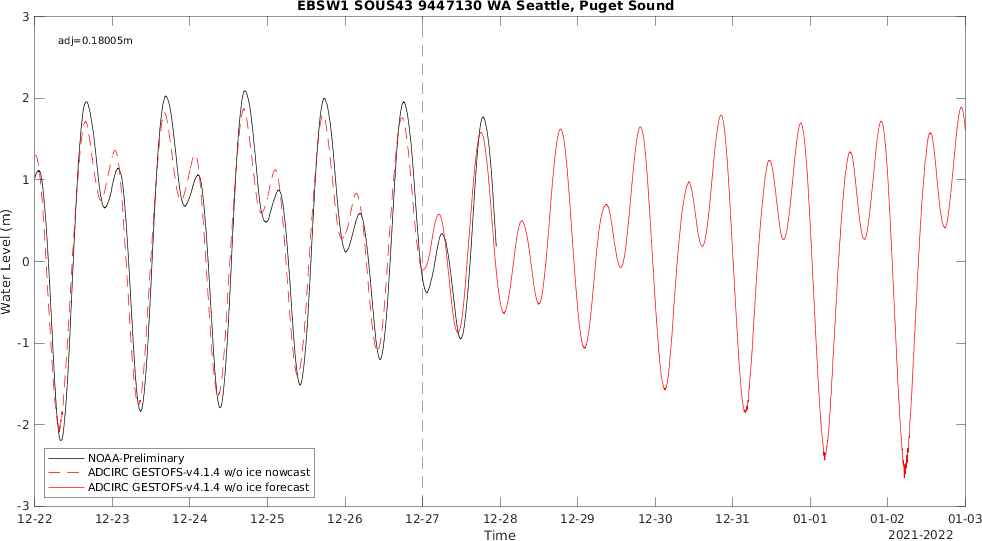 EBSW1 SOUS43 9447130 WA Seattle, Puget Sound
adj=0.18005m
Water Level (m)
3
2
1
0
-1
-2
-3
NOAA-Preliminary
ADCIRC GESTOFS-v4.1.4 w/o ice nowcast
ADCIRC GESTOFS-v4.1.4 w/o ice forecast
12-22 12-23 12-24 12-25 12-26 12-27 12-28 12-29 12-30 12-31 01-01 01-02 01-03
Time
2021-2022